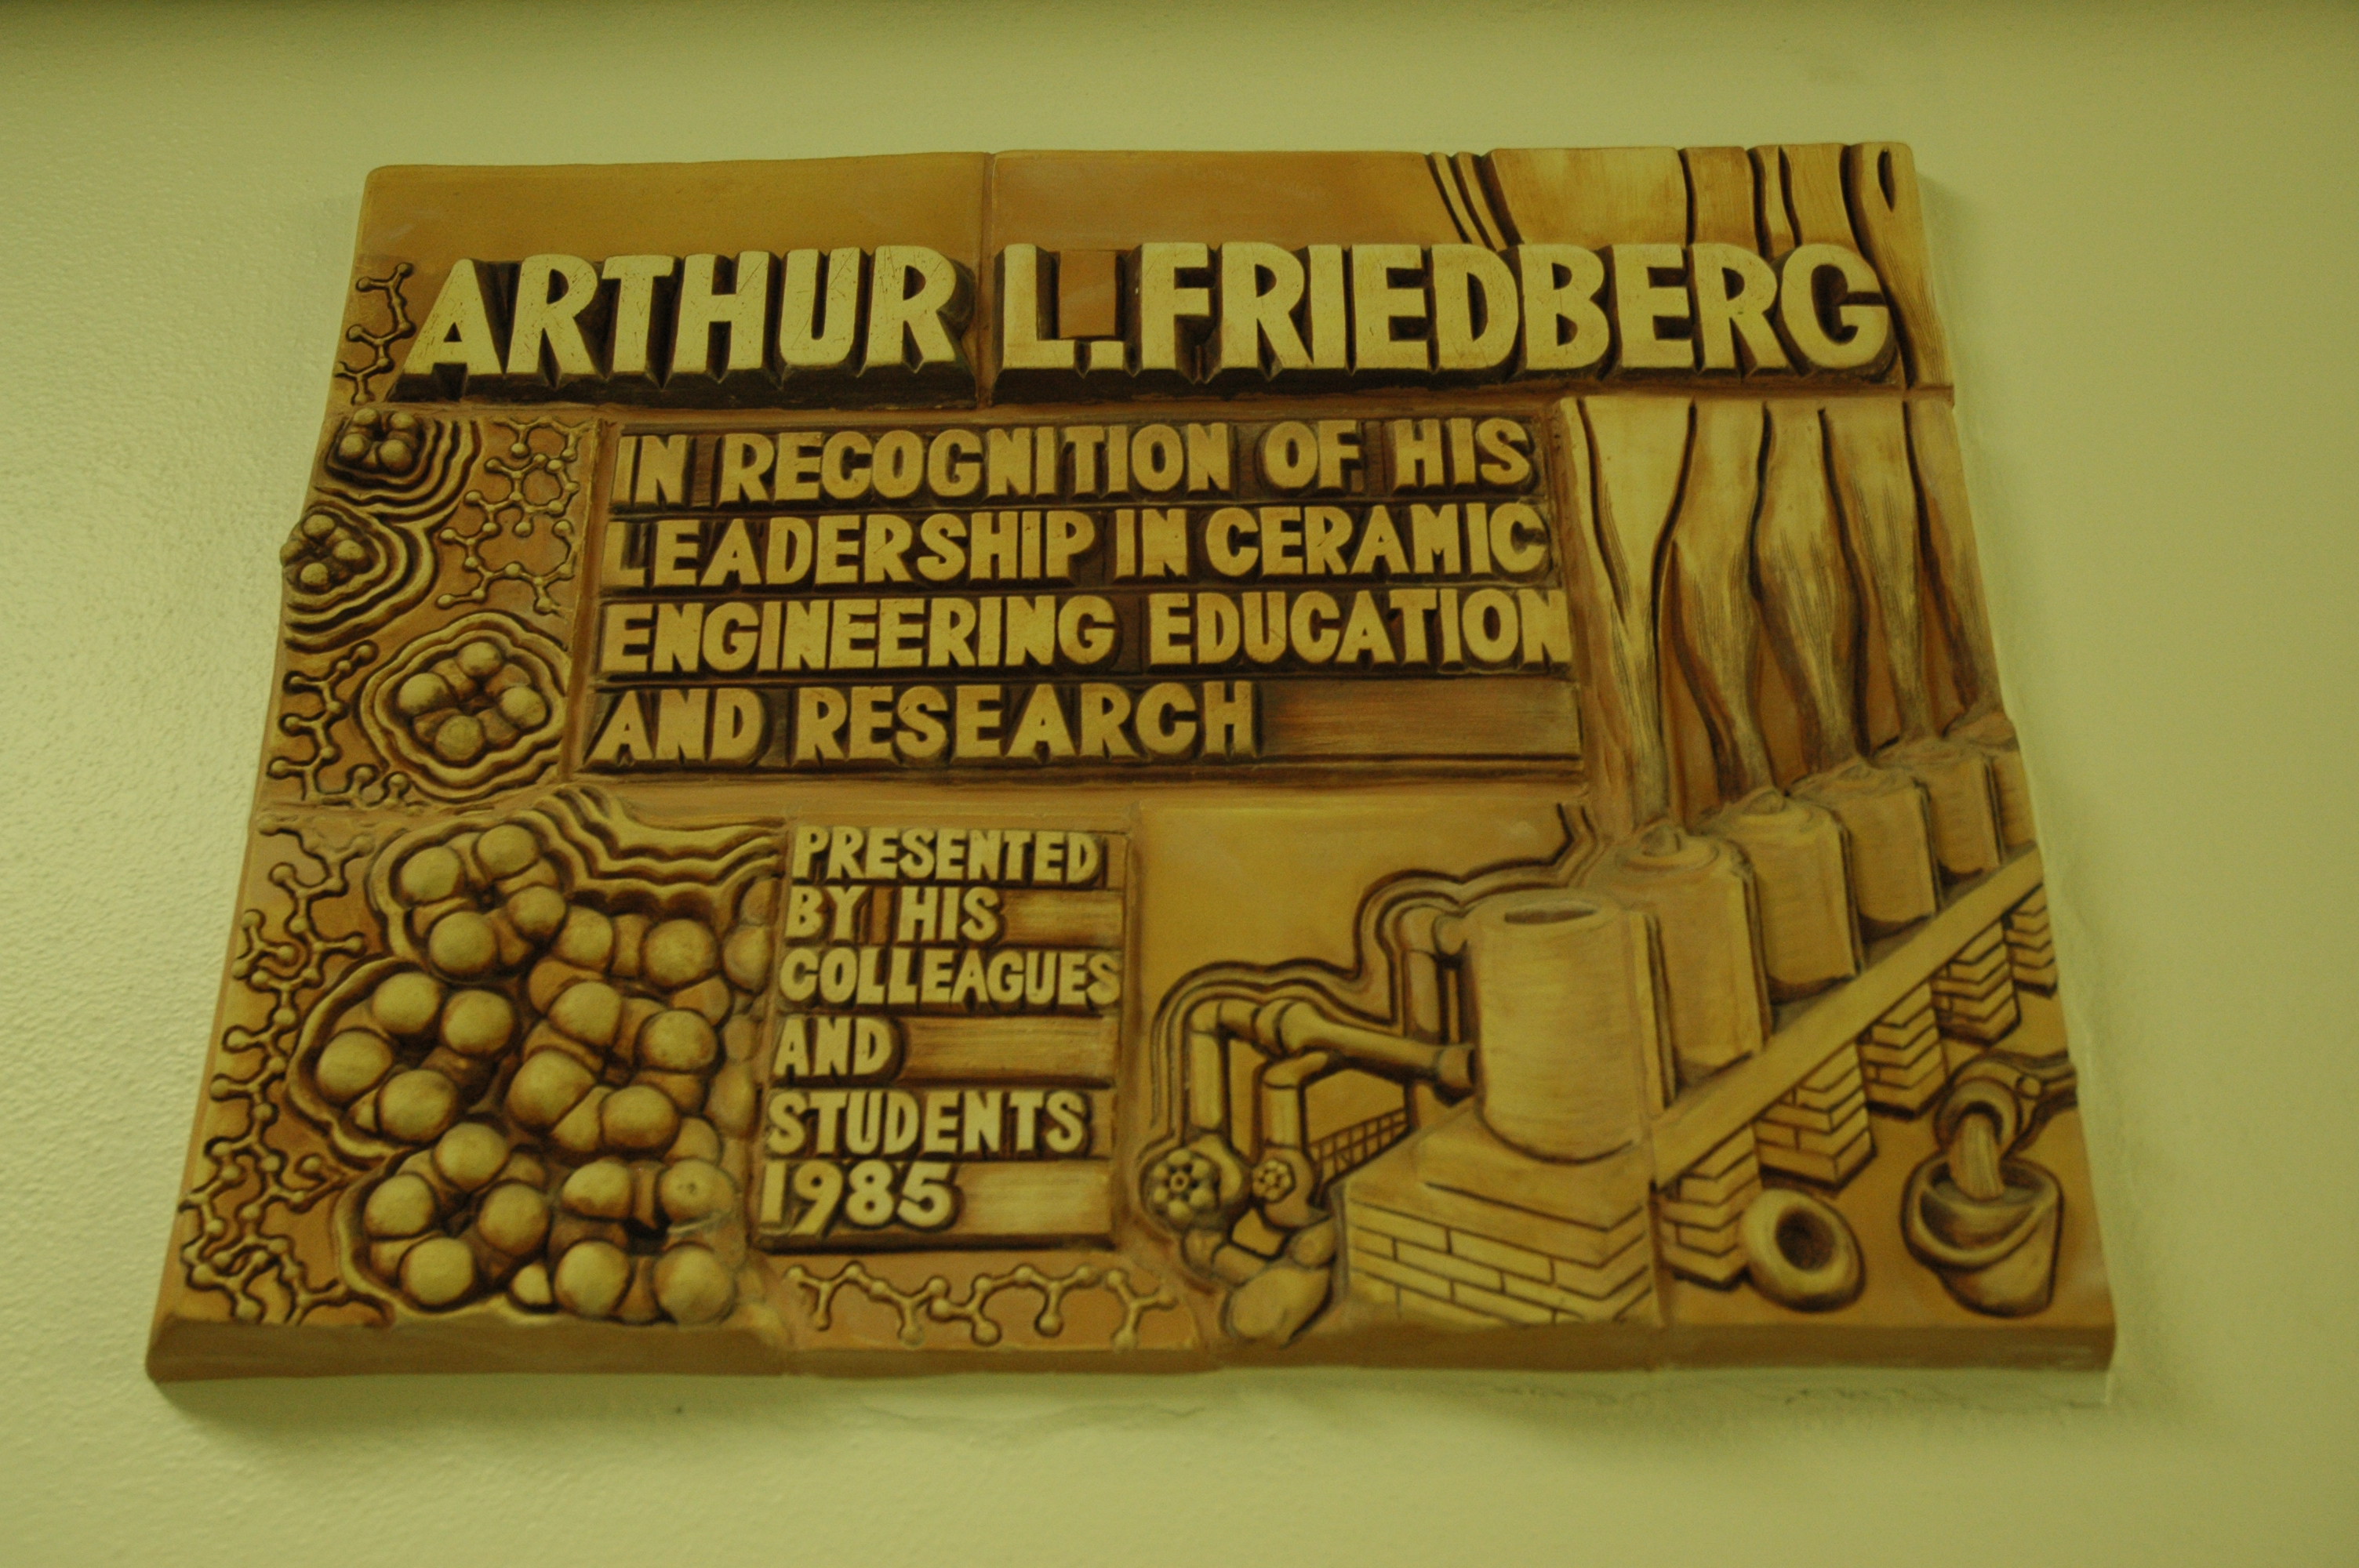 ARTHUR L. FRIEDBERG
IN RECOGNITION OF HIS
LEADERSHIP IN CERAMIC
ENGINEERING EDUCATION
AND RESEARCH
PRESENTED
BY HIS
COLLEAGUES
AND
STUDENTS
1985